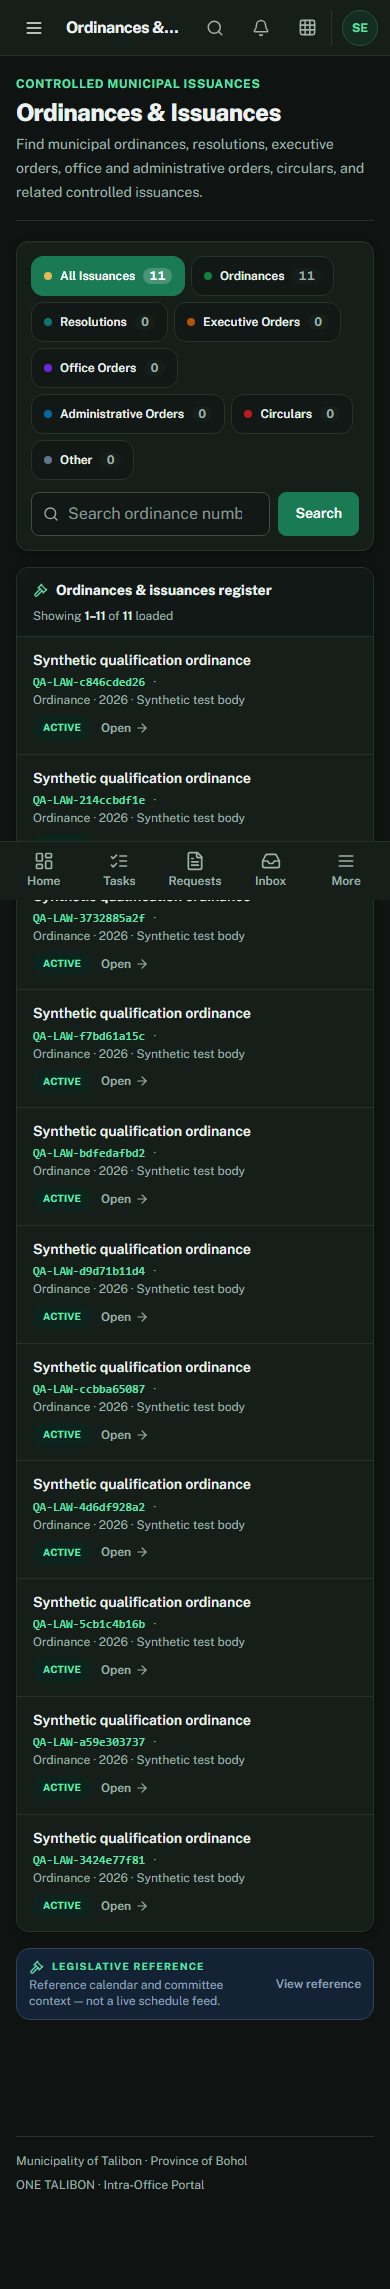 Ordinances &...
SE
CONTROLLED MUNICIPAL ISSUANCES
Ordinances & Issuances
Find municipal ordinances, resolutions, executive
orders, office and administrative orders, circulars, and
related controlled issuances.
All Issuances 11
Ordinances 11
Resolutions 0
Executive Orders 0
Office Orders 0
Administrative Orders 0
Circulars 0
Other 0
Search ordinance numb
Search
Ordinances & issuances register
Showing 1–11 of 11 loaded
Synthetic qualification ordinance
QA-LAW-c846cded26 ·
Ordinance · 2026 · Synthetic test body
ACTIVE Open →
Synthetic qualification ordinance
QA-LAW-214ccbdf1e ·
Ordinance · 2026 · Synthetic test body
Home
Tasks
Requests
Inbox
More
Synthetic qualification ordinance
QA-LAW-3732885a2f ·
Ordinance · 2026 · Synthetic test body
ACTIVE Open →
Synthetic qualification ordinance
QA-LAW-f7bd61a15c ·
Ordinance · 2026 · Synthetic test body
ACTIVE Open →
Synthetic qualification ordinance
QA-LAW-bdfedafbd2 ·
Ordinance · 2026 · Synthetic test body
ACTIVE Open →
Synthetic qualification ordinance
QA-LAW-d9d71b11d4 ·
Ordinance · 2026 · Synthetic test body
ACTIVE Open →
Synthetic qualification ordinance
QA-LAW-ccbba65087 ·
Ordinance · 2026 · Synthetic test body
ACTIVE Open →
Synthetic qualification ordinance
QA-LAW-4d6df928a2 ·
Ordinance · 2026 · Synthetic test body
ACTIVE Open →
Synthetic qualification ordinance
QA-LAW-5cb1c4b16b ·
Ordinance · 2026 · Synthetic test body
ACTIVE Open →
Synthetic qualification ordinance
QA-LAW-a59e303737 ·
Ordinance · 2026 · Synthetic test body
ACTIVE Open →
Synthetic qualification ordinance
QA-LAW-3424e77f81 ·
Ordinance · 2026 · Synthetic test body
ACTIVE Open →
LEGISLATIVE REFERENCE
Reference calendar and committee
context — not a live schedule feed.
View reference
Municipality of Talibon · Province of Bohol
ONE TALIBON · Intra-Office Portal